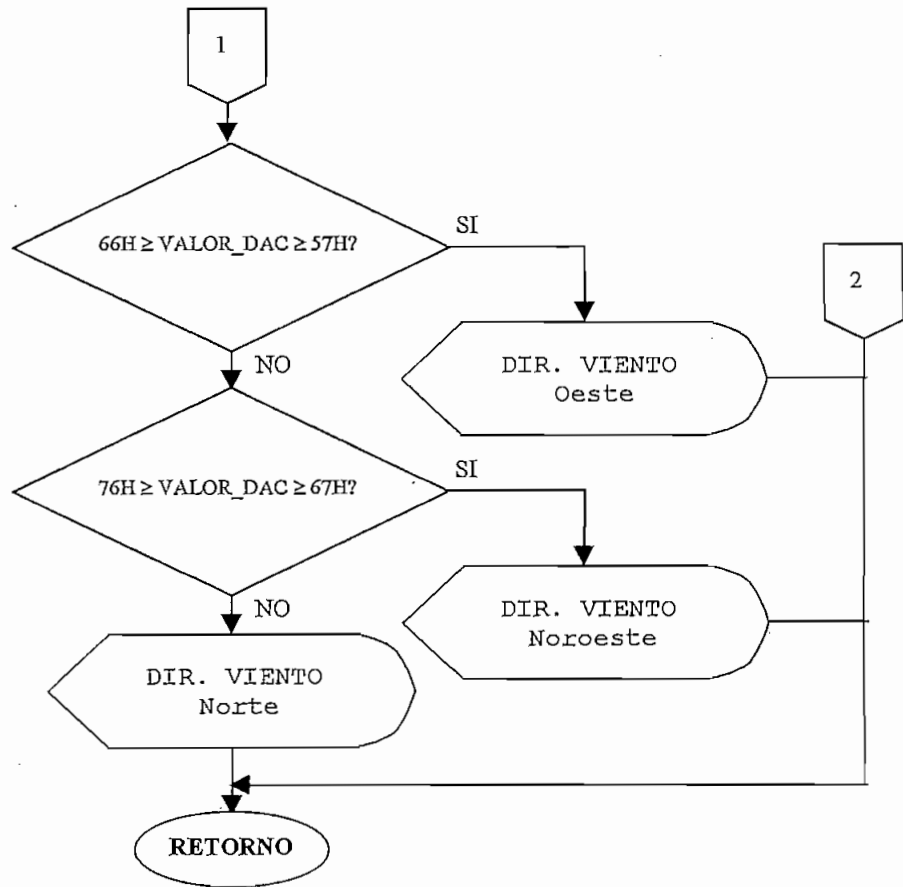 1
66H ≥ VALOR_DAC ≥ 57H?
SI
2
DIR. VIENTO
Oeste
NO
76H ≥ VALOR_DAC ≥ 67H?
SI
DIR. VIENTO
Noroeste
NO
DIR. VIENTO
Norte
RETORNO